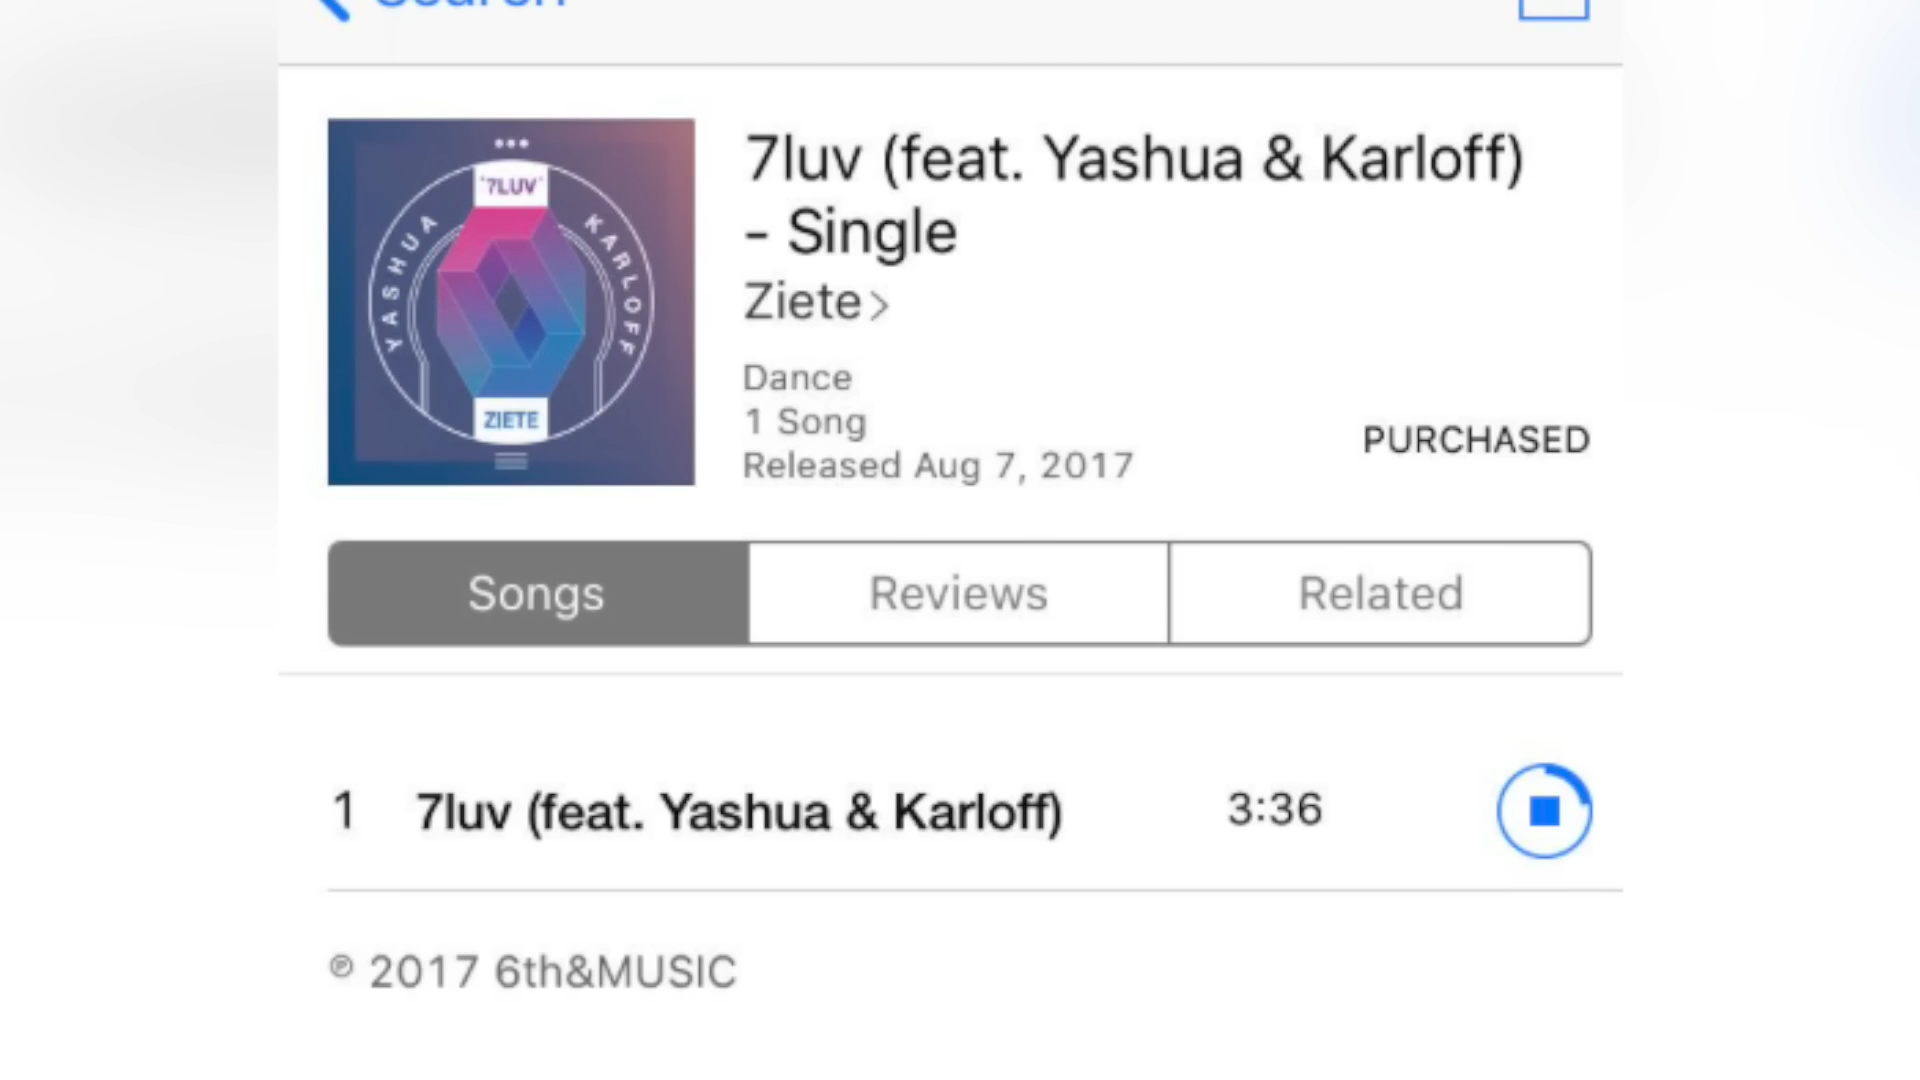 Search
'7LUV'
YASHUA
KARLOFF
ZIETE
7luv (feat. Yashua & Karloff)
- Single
Ziete >
Dance
1 Song
Released Aug 7, 2017
PURCHASED
Songs
Reviews
Related
1 7luv (feat. Yashua & Karloff) 3:36
℗ 2017 6th&MUSIC